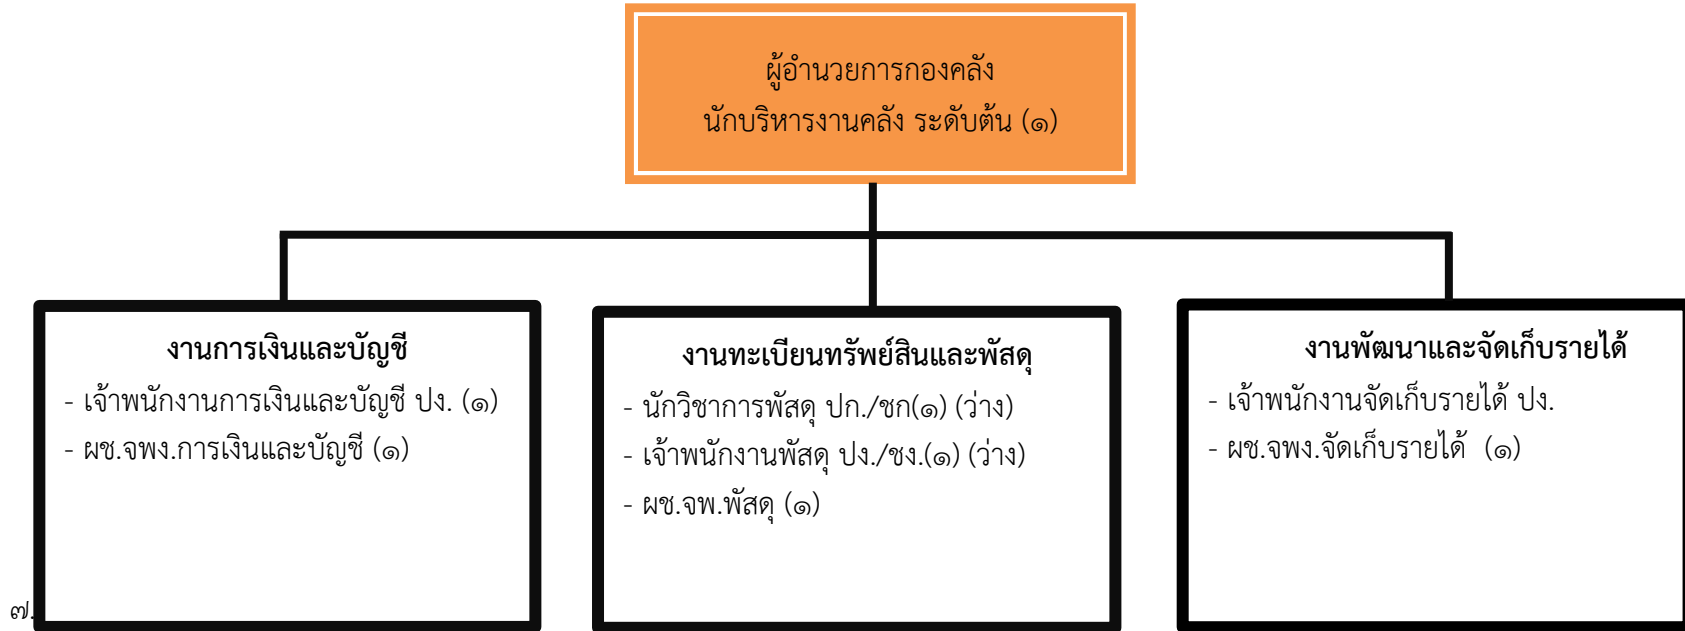 ผู้อำนวยการกองคลัง
นักบริหารงานคลัง ระดับต้น (๑)
งานการเงินและบัญชี
- เจ้าพนักงานการเงินและบัญชี ปง. (๑)
- ผช.จพง.การเงินและบัญชี (๑)
งานทะเบียนทรัพย์สินและพัสดุ
- นักวิชาการพัสดุ ปก./ชก(๑) (ว่าง)
- เจ้าพนักงานพัสดุ ปง./ชง.(๑) (ว่าง)
- ผช.จพ.พัสดุ (๑)
งานพัฒนาและจัดเก็บรายได้
- เจ้าพนักงานจัดเก็บรายได้ ปง.
- ผช.จพง.จัดเก็บรายได้ (๑)
๗.